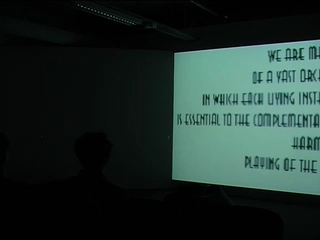 WE ARE M
OF A VAST ORC
IN WHICH EACH LIVING INST
IS ESSENTIAL TO THE COMPLEMENTA
HARM
PLAYING OF THE